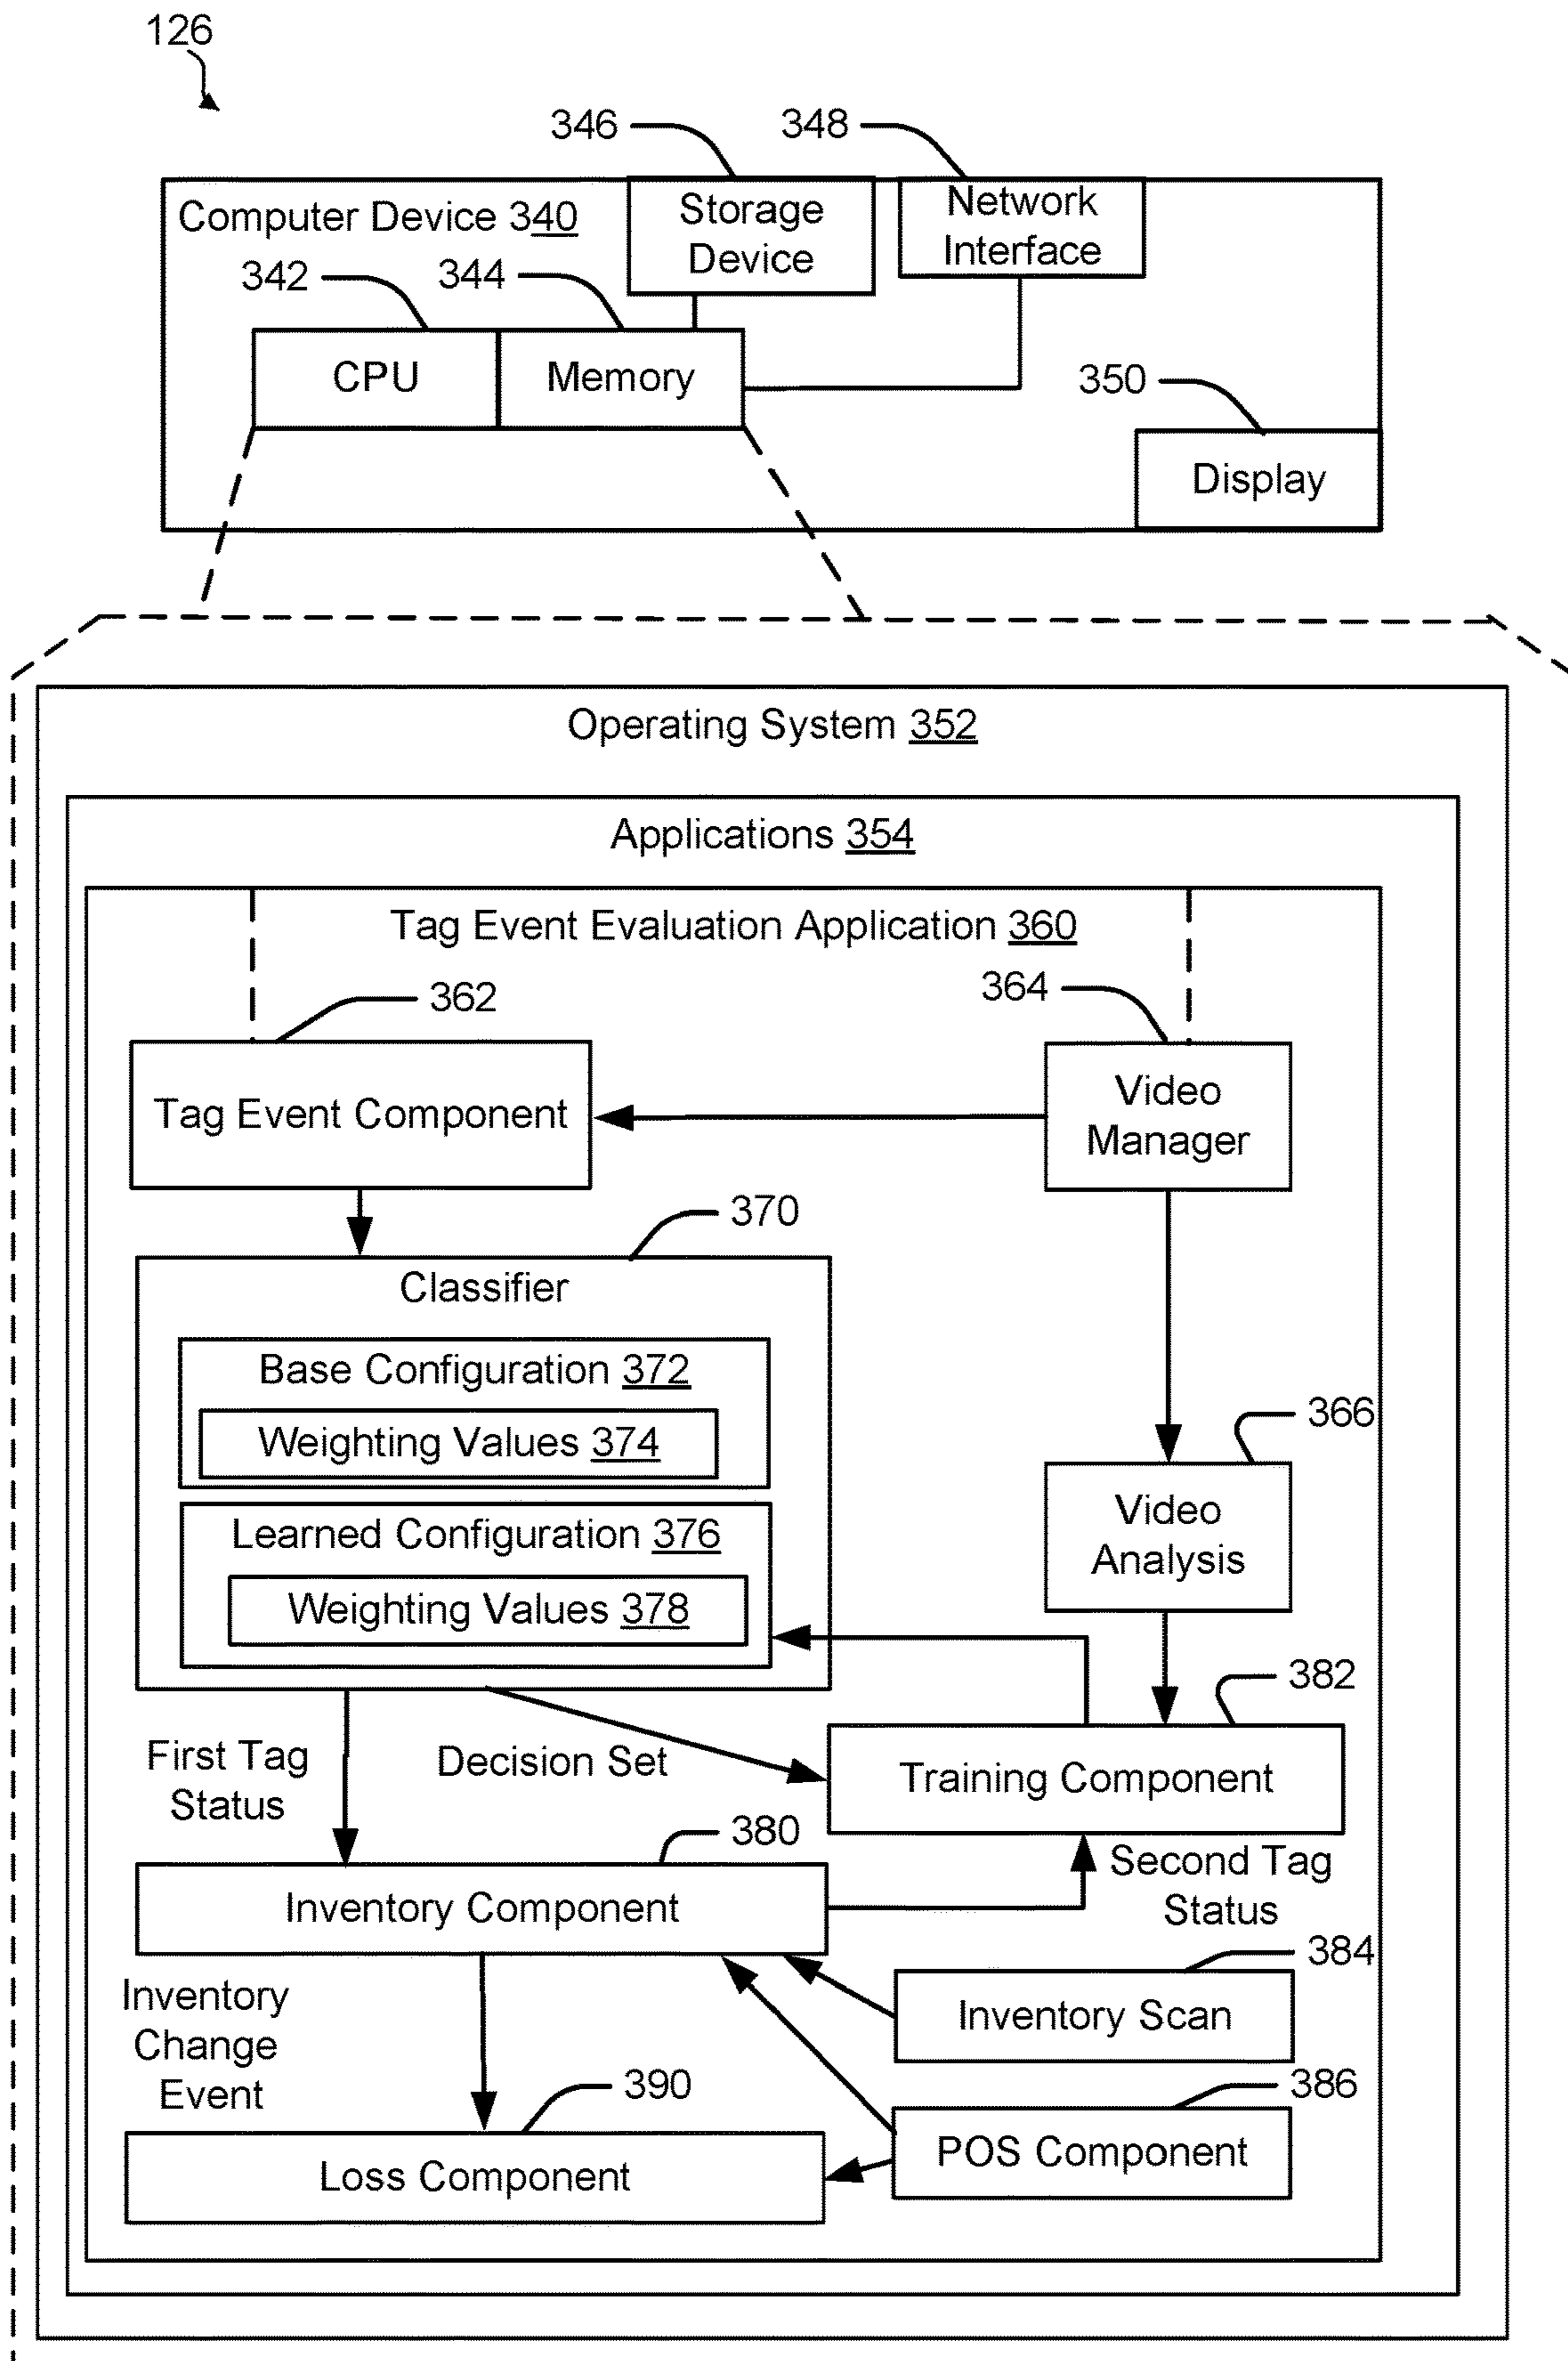 126
346
348
Computer Device 340
Storage
Device
Network
Interface
342
344
CPU
Memory
350
Display
Operating System 352
Applications 354
Tag Event Evaluation Application 360
362
364
Tag Event Component
Video
Manager
370
Classifier
Base Configuration 372
Weighting Values 374
366
Learned Configuration 376
Weighting Values 378
Video
Analysis
382
First Tag
Status
Decision Set
Training Component
380
Inventory Component
Second Tag
Status
384
Inventory
Change
Event
Inventory Scan
390
386
Loss Component
POS Component